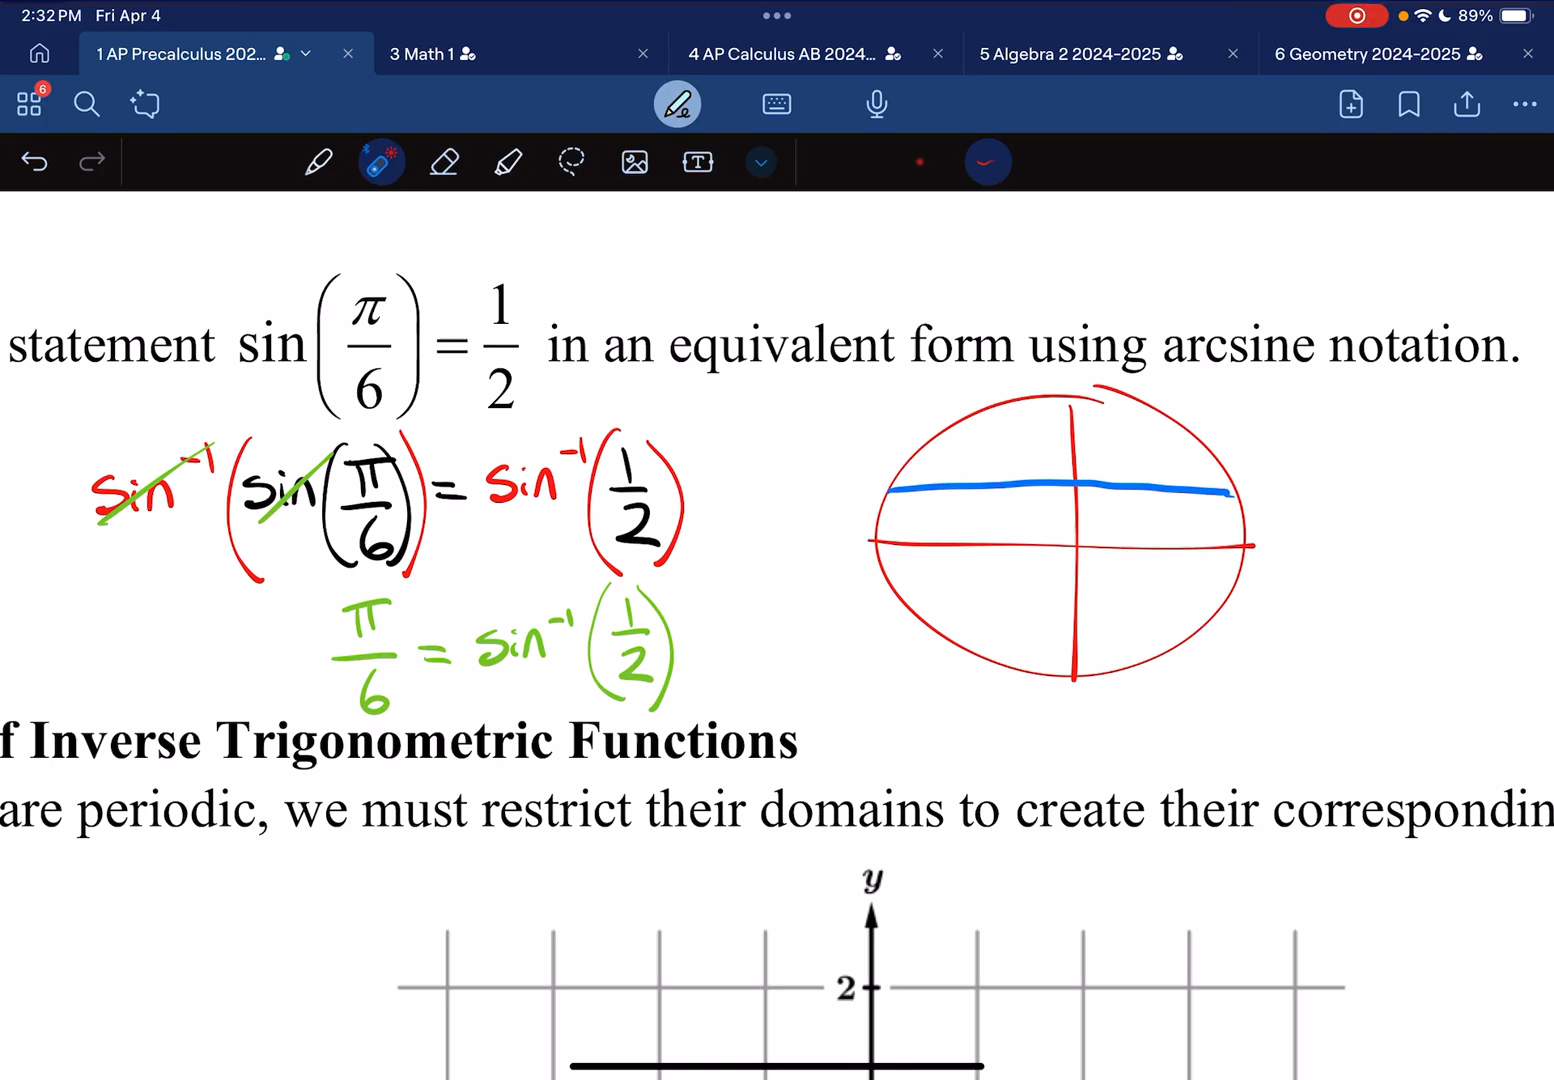 2:32 PM Fri Apr 4 89%
1 AP Precalculus 202... 3 Math 1 4 AP Calculus AB 2024... 5 Algebra 2 2024-2025 6 Geometry 2024-2025
6
T
statement sin(π/6) = 1/2 in an equivalent form using arcsine notation.
sin⁻¹(sin(π/6)) = sin⁻¹(1/2)
π/6 = sin⁻¹(1/2)
f Inverse Trigonometric Functions
are periodic, we must restrict their domains to create their correspondin
y
2